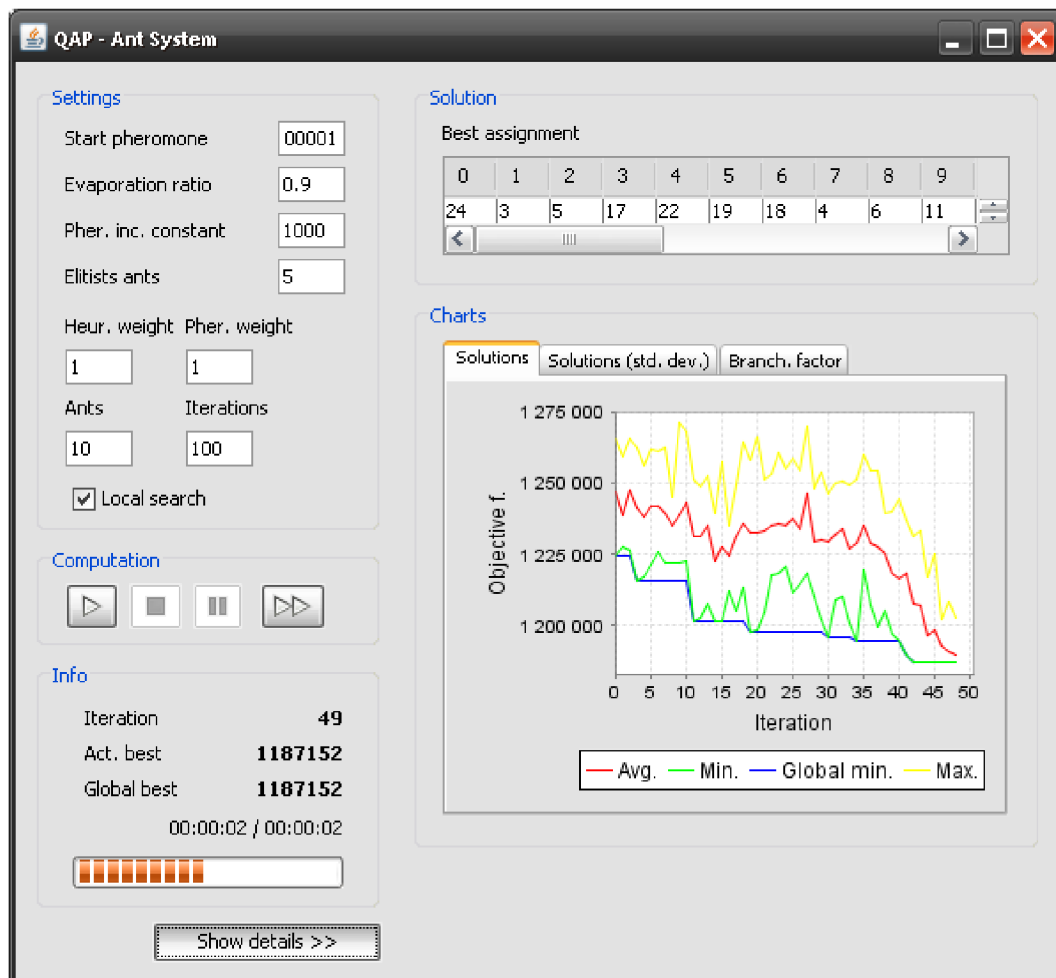 QAP - Ant System
Settings
Start pheromone 00001
Evaporation ratio 0.9
Pher. inc. constant 1000
Elitists ants 5
Heur. weight Pher. weight
1 1
Ants Iterations
10 100
Local search
Computation
Info
Iteration 49
Act. best 1187152
Global best 1187152
00:00:02 / 00:00:02
Show details >>
Solution
Best assignment
0 1 2 3 4 5 6 7 8 9
24 3 5 17 22 19 18 4 6 11
Charts
Solutions Solutions (std. dev.) Branch. factor
Objective f.
1 275 000
1 250 000
1 225 000
1 200 000
0 5 10 15 20 25 30 35 40 45 50
Iteration
Avg. Min. Global min. Max.